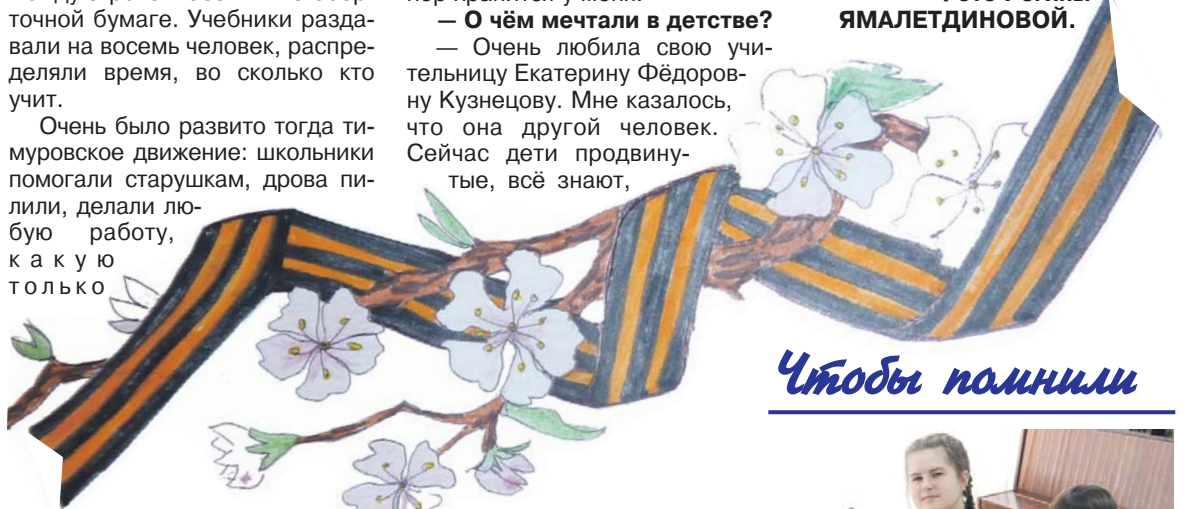 точной бумаге. Учебники разда-
вали на восемь человек, распре-
деляли время, во сколько кто
учит.
Очень было развито тогда ти-
муровское движение: школьники
помогали старушкам, дрова пи-
лили, делали лю-
бую работу,
какую
только
— О чём мечтали в детстве?
— Очень любила свою учи-
тельницу Екатерину Фёдоров-
ну Кузнецову. Мне казалось,
что она другой человек.
Сейчас дети продвину-
тые, всё знают,
ЯМАЛЕТДИНОВОЙ.
Чтобы помнили